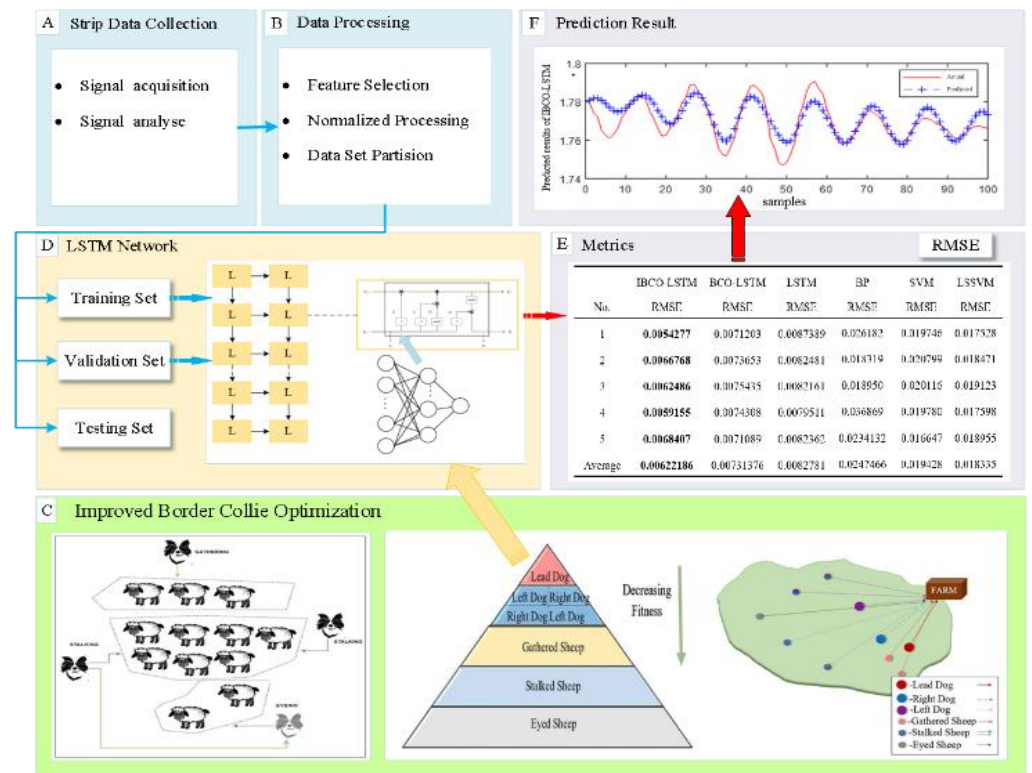 A Strip Data Collection
• Signal acquisition
• Signal analyse
B Data Processing
• Feature Selection
• Normalized Processing
• Data Set Partision
F Prediction Result
Predicted results of IBCO-LSTM
1.8
1.78
1.76
1.74
0 10 20 30 40 50 60 70 80 90 100
samples
Actual
Predicted
D LSTM Network
Training Set
Validation Set
Testing Set
L L
L L
L L
L L
L L
E Metrics
RMSE
IBCO-LSTM BCO-LSTM LSTM BP SVM LSSVM
No. RMSE RMSE RMSE RMSE RMSE RMSE
1 0.0054277 0.0071203 0.0087389 0.026182 0.019746 0.017528
2 0.0066768 0.0073653 0.0082481 0.018319 0.020799 0.018471
3 0.0062486 0.0075435 0.0082161 0.018950 0.020116 0.019123
4 0.0059155 0.0074308 0.0079511 0.036869 0.019780 0.017598
5 0.0068407 0.0071089 0.0082362 0.0234132 0.016647 0.018955
Average 0.00622186 0.00731376 0.0082781 0.0247466 0.019428 0.018335
C Improved Border Collie Optimization
GATHERING
STALKING
STALKING
EYEING
Lead Dog
Left Dog Right Dog
Right Dog Left Dog
Gathered Sheep
Stalked Sheep
Eyed Sheep
Decreasing
Fitness
FARM
-Lead Dog
-Right Dog
-Left Dog
-Gathered Sheep
-Stalked Sheep
-Eyed Sheep